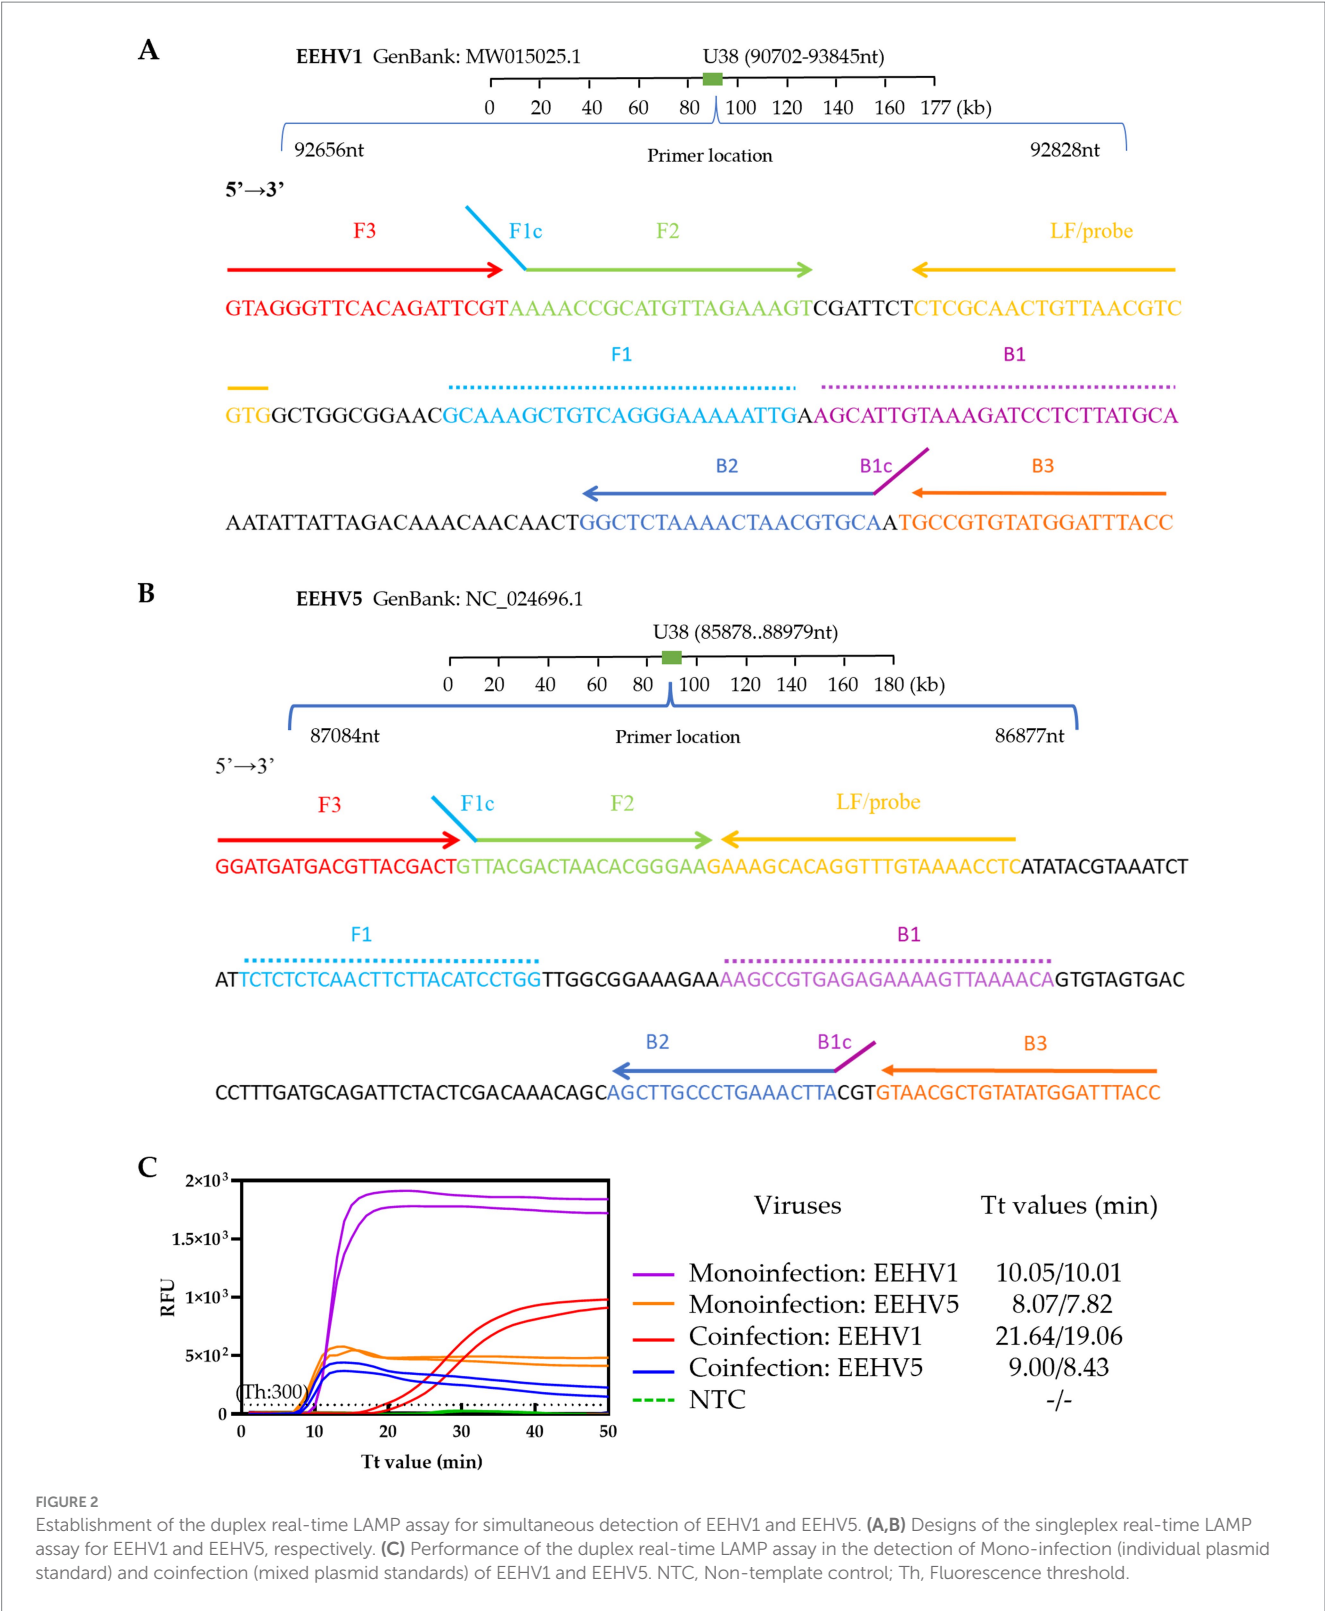 A
EEHV1 GenBank: MW015025.1
U38 (90702-93845nt)
0 20 40 60 80 100 120 140 160 177 (kb)
92656nt
Primer location
92828nt
5’→3’
F3 F1c F2 LF/probe
GTAGGGTTCACAGATTCGTAAAACCGCATGTTAGAAAGTCGATTCTCTCGCAACTGTTAACGTC
F1 B1
GTGGCTGGCGGAACGCAAAGCTGTCAGGGAAAAATTGAAGCATTGTAAAGATCCTCTTATGCA
B2 B1c B3
AATATTATTAGACAAACAACAACTGGCTCTAAAACTAACGTGCAATGCCGTGTATGGATTTACC
B
EEHV5 GenBank: NC_024696.1
U38 (85878..88979nt)
0 20 40 60 80 100 120 140 160 180 (kb)
87084nt
Primer location
86877nt
5’→3’
F3 F1c F2 LF/probe
GGATGATGACGTTACGACTGTTACGACTAACACGGGAAGAAAGCACAGGTTTGTAAAACCTCATATACGTAAATCT
F1 B1
ATTCTCTCTCAACTTCTTACATCCTGGTTGGCGGAAAGAAAAGCCGTGAGAGAAAAGTTAAAACAGTGTAGTGAC
B2 B1c B3
CCTTTGATGCAGATTCTACTCGACAAACAGCAGCTTGCCCTGAAACTTACGTGTAACGCTGTATATGGATTTACC
C
2×10³
1.5×10³
1×10³
5×10²
0
RFU
(Th:300)
0 10 20 30 40 50
Tt value (min)
Viruses Tt values (min)
Monoinfection: EEHV1 10.05/10.01
Monoinfection: EEHV5 8.07/7.82
Coinfection: EEHV1 21.64/19.06
Coinfection: EEHV5 9.00/8.43
NTC -/-
FIGURE 2
Establishment of the duplex real-time LAMP assay for simultaneous detection of EEHV1 and EEHV5. (A,B) Designs of the singleplex real-time LAMP
assay for EEHV1 and EEHV5, respectively. (C) Performance of the duplex real-time LAMP assay in the detection of Mono-infection (individual plasmid
standard) and coinfection (mixed plasmid standards) of EEHV1 and EEHV5. NTC, Non-template control; Th, Fluorescence threshold.